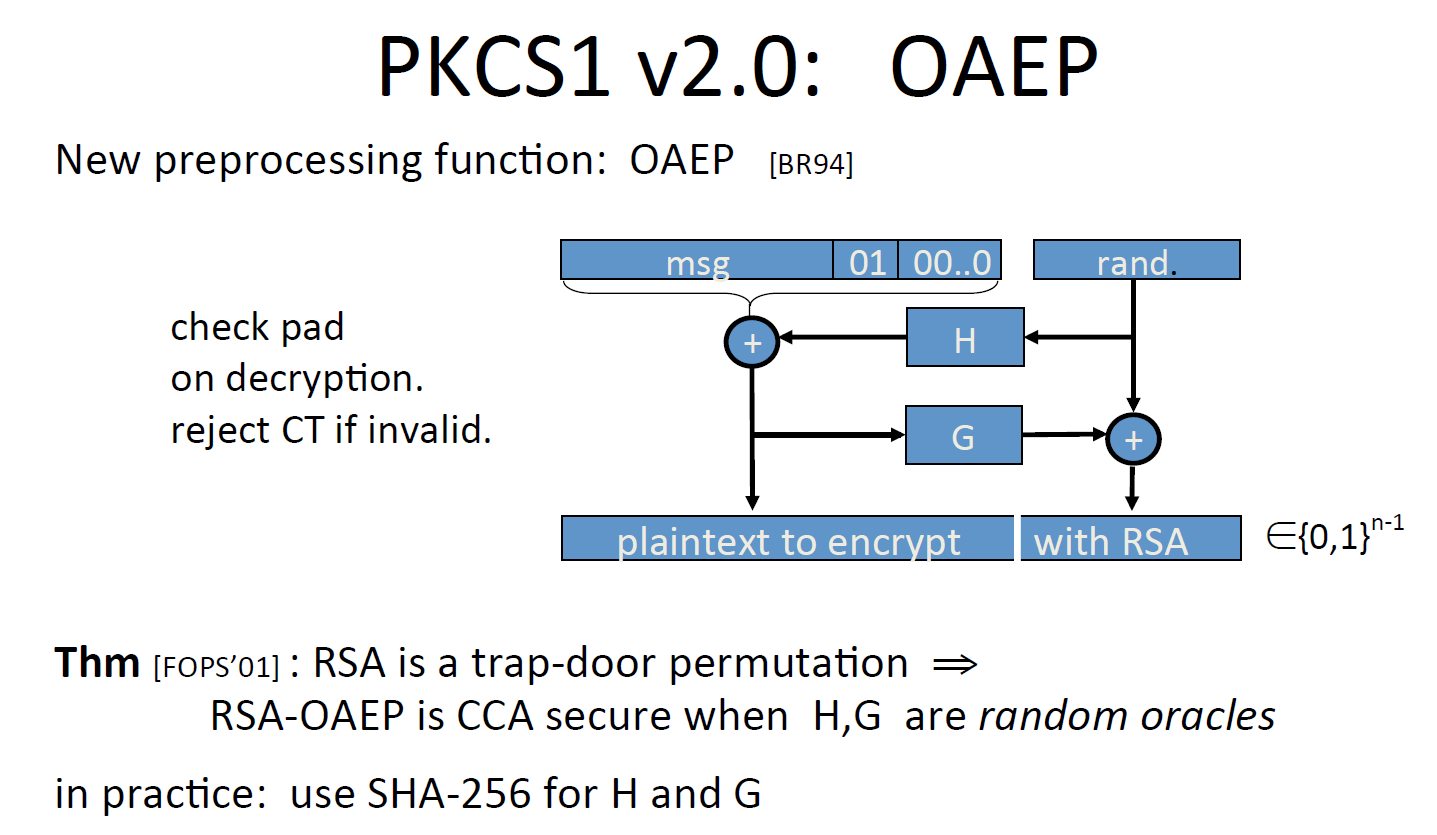 PKCS1 v2.0: OAEP
New preprocessing function: OAEP [BR94]
msg 01 00..0 rand.
check pad
on decryption.
reject CT if invalid.
+ H
G +
plaintext to encrypt with RSA ∈{0,1}ⁿ⁻¹
Thm [FOPS’01] : RSA is a trap-door permutation ⇒
RSA-OAEP is CCA secure when H,G are random oracles
in practice: use SHA-256 for H and G